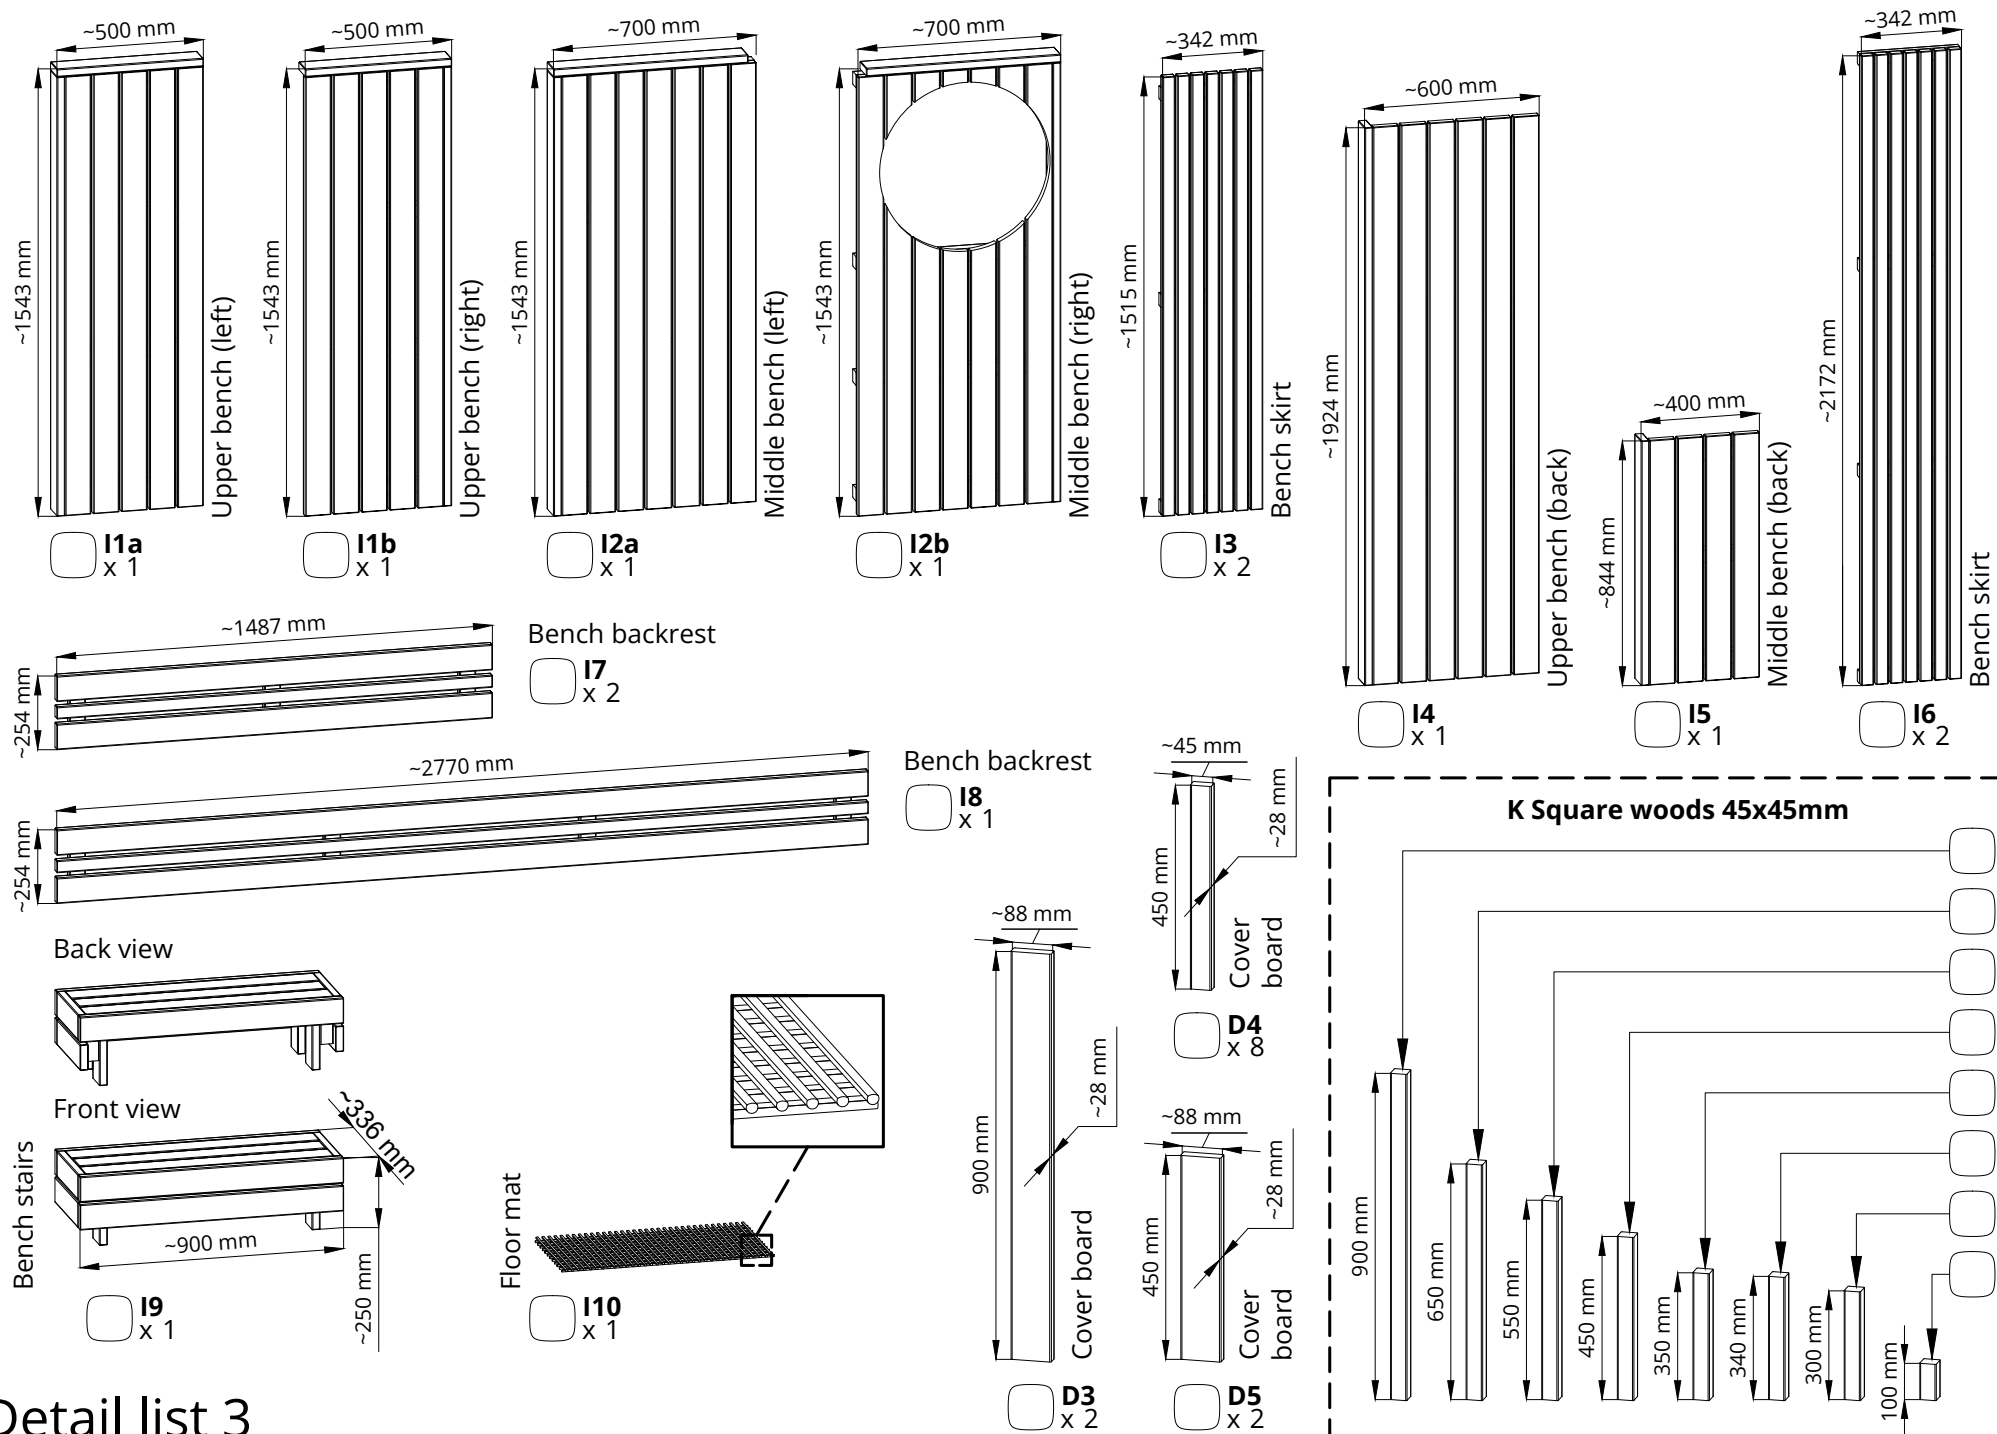 ~500 mm
~1543 mm
Upper bench (left)
I1a
x 1
~500 mm
~1543 mm
Upper bench (right)
I1b
x 1
~700 mm
~1543 mm
Middle bench (left)
I2a
x 1
~700 mm
~1543 mm
Middle bench (right)
I2b
x 1
~342 mm
~1515 mm
Bench skirt
I3
x 2
~600 mm
~1924 mm
Upper bench (back)
I4
x 1
~400 mm
~844 mm
Middle bench (back)
I5
x 1
~342 mm
~2172 mm
Bench skirt
I6
x 2
~1487 mm
~254 mm
Bench backrest
I7
x 2
~2770 mm
~254 mm
Bench backrest
I8
x 1
Back view
Front view
Bench stairs
~336 mm
~900 mm
~250 mm
I9
x 1
Floor mat
I10
x 1
~88 mm
900 mm
~28 mm
Cover board
D3
x 2
~45 mm
450 mm
~28 mm
Cover
board
D4
x 8
~88 mm
450 mm
~28 mm
Cover
board
D5
x 2
K Square woods 45x45mm
900 mm
650 mm
550 mm
450 mm
350 mm
340 mm
300 mm
100 mm
Detail list 3